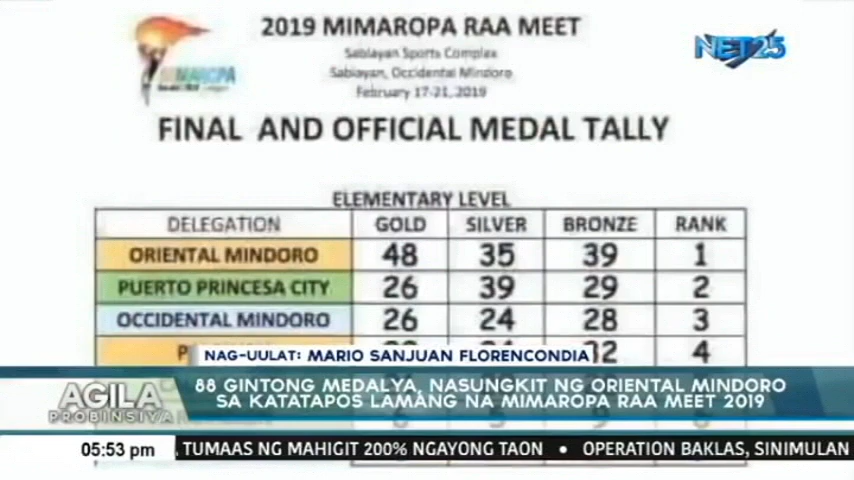 2019 MIMAROPA RAA MEET
Sablayan Sports Complex
Sablayan, Occidental Mindoro
February 17-21, 2019
MIMAROPA
NET25
FINAL AND OFFICIAL MEDAL TALLY
ELEMENTARY LEVEL
DELEGATION GOLD SILVER BRONZE RANK
ORIENTAL MINDORO 48 35 39 1
PUERTO PRINCESA CITY 26 39 29 2
OCCIDENTAL MINDORO 26 24 28 3
4
NAG-UULAT: MARIO SANJUAN FLORENCONDIA
AGILA PROBINSIYA
88 GINTONG MEDALYA, NASUNGKIT NG ORIENTAL MINDORO
SA KATATAPOS LAMANG NA MIMAROPA RAA MEET 2019
05:53 pm TUMAAS NG MAHIGIT 200% NGAYONG TAON • OPERATION BAKLAS, SINIMULAN